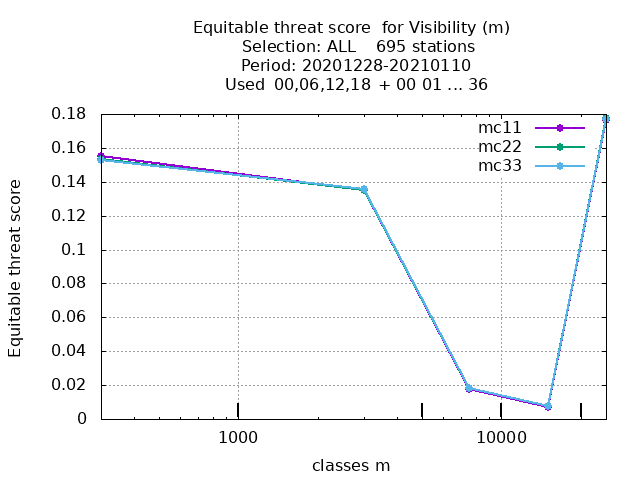 Equitable threat score  for Visibility (m)
Selection: ALL    695 stations
Period: 20201228-20210110
Used  00,06,12,18  + 00 01 ... 36
mc11
mc22
mc33
Equitable threat score
0.18
0.16
0.14
0.12
0.1
0.08
0.06
0.04
0.02
0
1000
10000
classes m